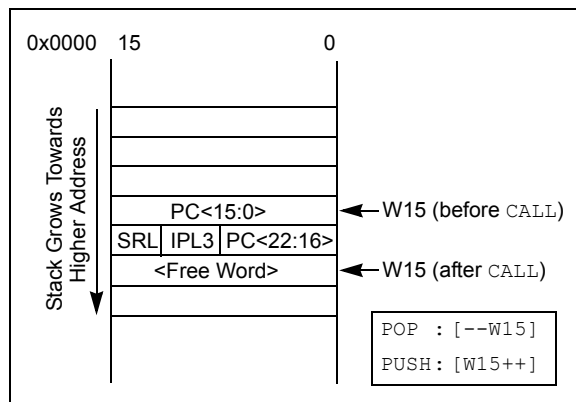 0x0000 15 0
Stack Grows Towards
Higher Address
PC<15:0>
W15 (before CALL)
SRL IPL3 PC<22:16>
<Free Word>
W15 (after CALL)
POP : [--W15]
PUSH: [W15++]